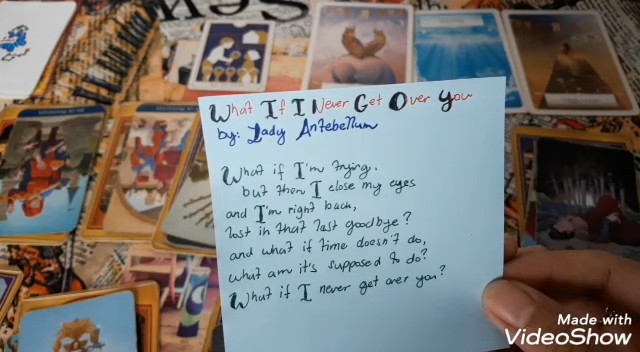 What If I Never Get Over You
by: Lady Antebellum
What if I'm trying,
but then I close my eyes
and I'm right back,
lost in that last goodbye?
and what if time doesn't do,
what am it's supposed to do?
What if I never get over you?
Made with
VideoShow